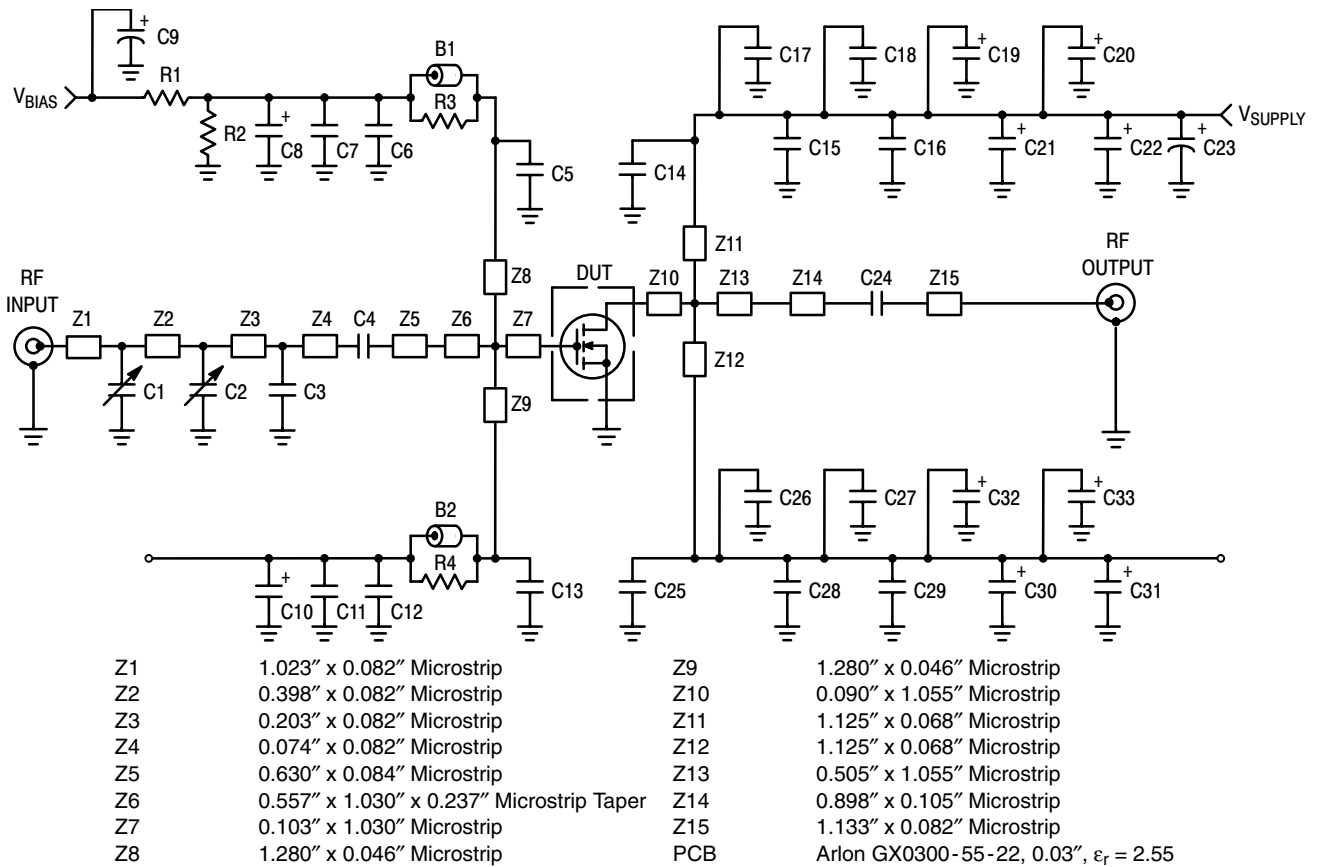 C9
+
B1
C17
C18
+
C19
+
C20
R1
VBIAS
R3
VSUPPLY
R2
+
C8
C7
C6
C5
C14
C15
C16
+
C21
+
C22
+
C23
Z11
RF
INPUT
Z8
DUT
Z10
Z13
Z14
C24
Z15
RF
OUTPUT
Z1
Z2
Z3
Z4
C4
Z5
Z6
Z7
Z12
C1
C2
C3
Z9
C26
C27
+
C32
+
C33
B2
R4
+
C10
C11
C12
C13
C25
C28
C29
+
C30
+
C31
Z1 1.023″ x 0.082″ Microstrip
Z2 0.398″ x 0.082″ Microstrip
Z3 0.203″ x 0.082″ Microstrip
Z4 0.074″ x 0.082″ Microstrip
Z5 0.630″ x 0.084″ Microstrip
Z6 0.557″ x 1.030″ x 0.237″ Microstrip Taper
Z7 0.103″ x 1.030″ Microstrip
Z8 1.280″ x 0.046″ Microstrip
Z9 1.280″ x 0.046″ Microstrip
Z10 0.090″ x 1.055″ Microstrip
Z11 1.125″ x 0.068″ Microstrip
Z12 1.125″ x 0.068″ Microstrip
Z13 0.505″ x 1.055″ Microstrip
Z14 0.898″ x 0.105″ Microstrip
Z15 1.133″ x 0.082″ Microstrip
PCB Arlon GX0300-55-22, 0.03″, εr = 2.55